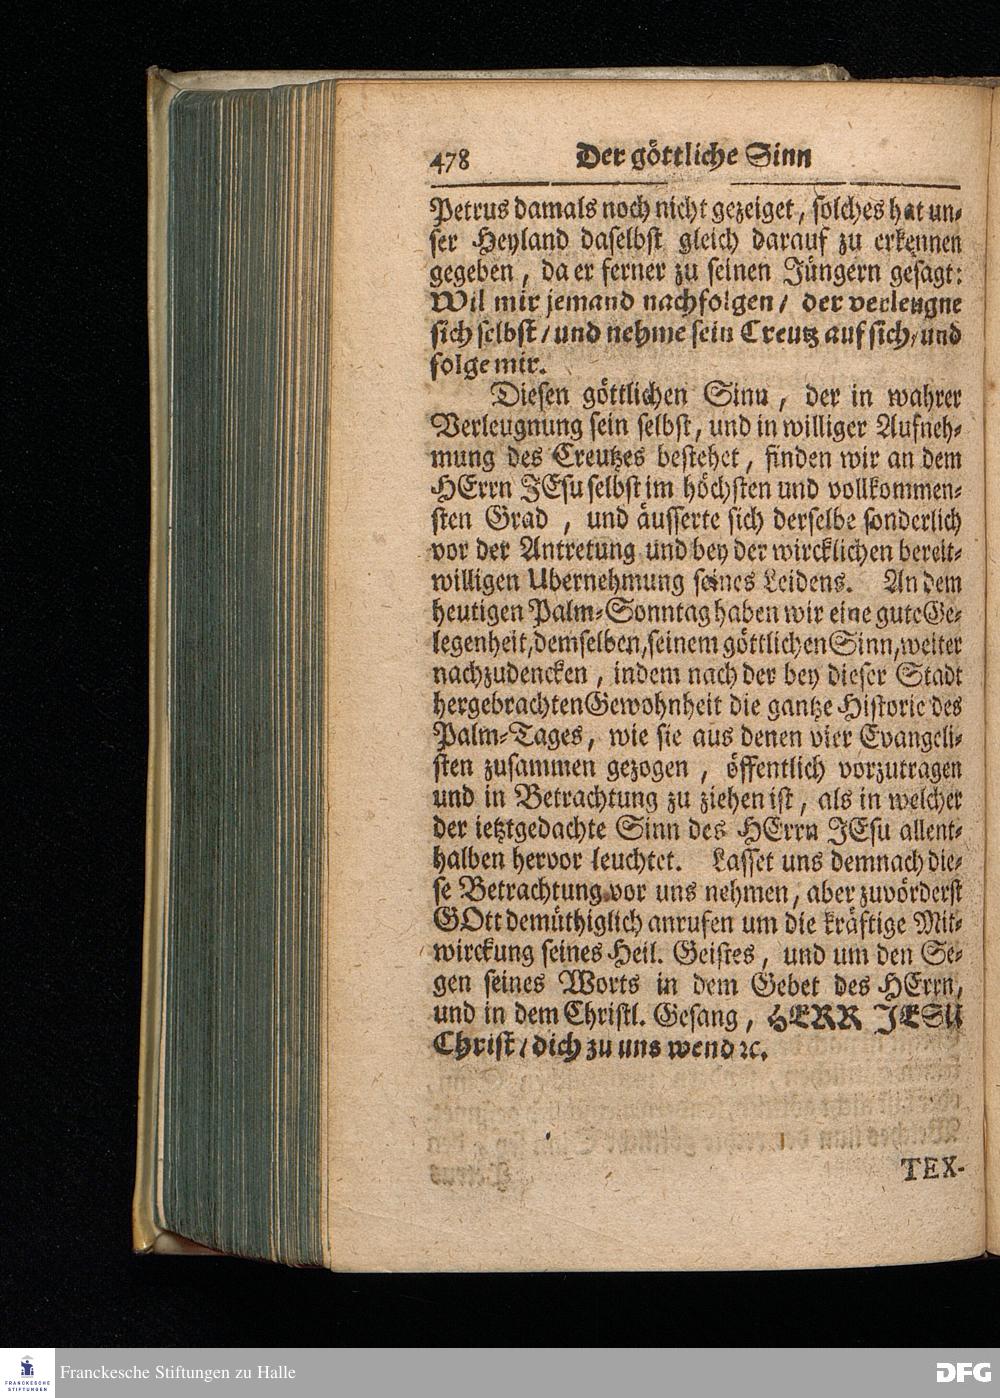 478 Der göttliche Sinn
Petrus damals noch nicht gezeiget, solches hat un-
ser Heyland daselbst gleich darauf zu erkennen
gegeben, da er ferner zu seinen Jüngern gesagt:
Wil mir jemand nachfolgen/ der verleugne
sich selbst/ und nehme sein Creutz auf sich/ und
folge mir.
Diesen göttlichen Sinn, der in wahrer
Verleugnung sein selbst, und in williger Aufneh-
mung des Creutzes bestehet, finden wir an dem
HErrn JEsu selbst im höchsten und vollkommen-
sten Grad, und äusserte sich derselbe sonderlich
vor der Antretung und bey der wircklichen bereit-
willigen Ubernehmung seines Leidens. An dem
heutigen Palm-Sonntag haben wir eine gute Ge-
legenheit, demselben, seinem göttlichen Sinn, weiter
nachzudencken, indem nach der bey dieser Stadt
hergebrachten Gewohnheit die gantze Historie des
Palm-Tages, wie sie aus denen vier Evangeli-
sten zusammen gezogen, öffentlich vorzutragen
und in Betrachtung zu ziehen ist, als in welcher
der ietztgedachte Sinn des HErrn JEsu allent-
halben hervor leuchtet. Lasset uns demnach die-
se Betrachtung vor uns nehmen, aber zuvörderst
GOtt demüthiglich anrufen um die kräftige Mit-
wirckung seines Heil. Geistes, und um den Se-
gen seines Worts in dem Gebet des HErrn,
und in dem Christl. Gesang, HERR JESU
Christ/ dich zu uns wend ꝛc.
TEX-
FRANCKESCHE
STIFTUNGEN
Franckesche Stiftungen zu Halle
DFG